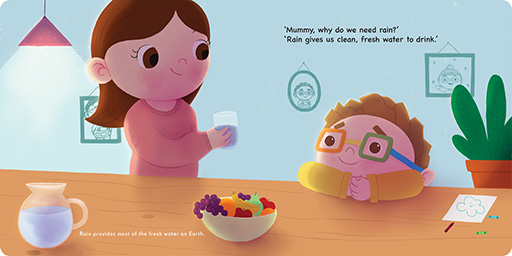 'Mummy, why do we need rain?'
'Rain gives us clean, fresh water to drink.'
Rain provides most of the fresh water on Earth.